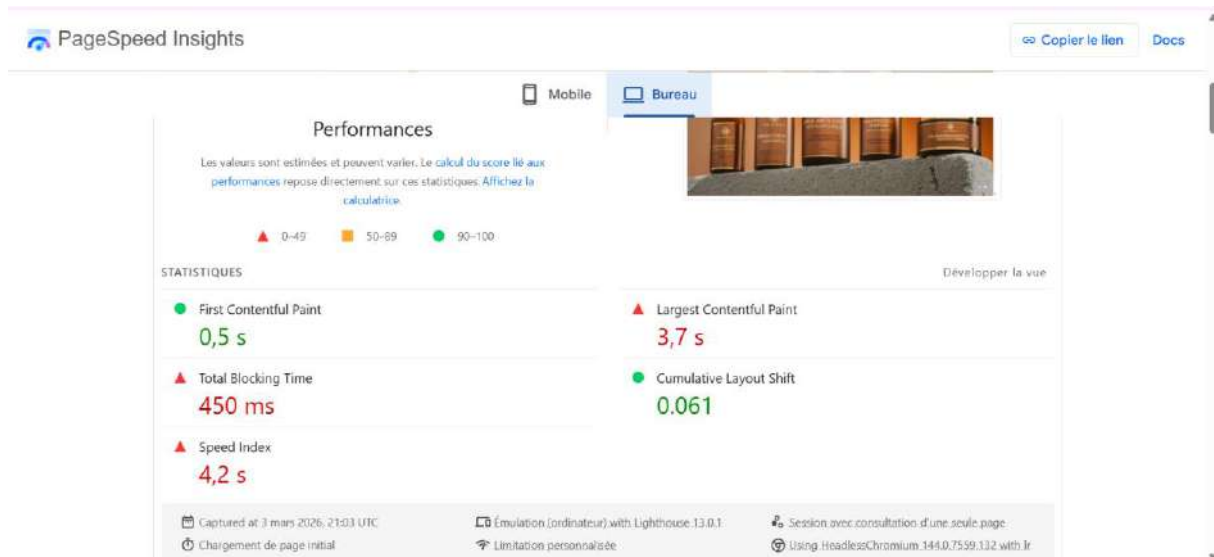 PageSpeed Insights
Copier le lien
Docs
Mobile
Bureau
Performances
Les valeurs sont estimées et peuvent varier. Le calcul du score lié aux
performances repose directement sur ces statistiques. Affichez la
calculatrice.
0–49
50–89
90–100
STATISTIQUES
Développer la vue
First Contentful Paint
0,5 s
Largest Contentful Paint
3,7 s
Total Blocking Time
450 ms
Cumulative Layout Shift
0.061
Speed Index
4,2 s
Captured at 3 mars 2026, 21:03 UTC
Émulation (ordinateur) with Lighthouse 13.0.1
Session avec consultation d'une seule page
Chargement de page initial
Limitation personnalisée
Using HeadlessChromium 144.0.7559.132 with lr